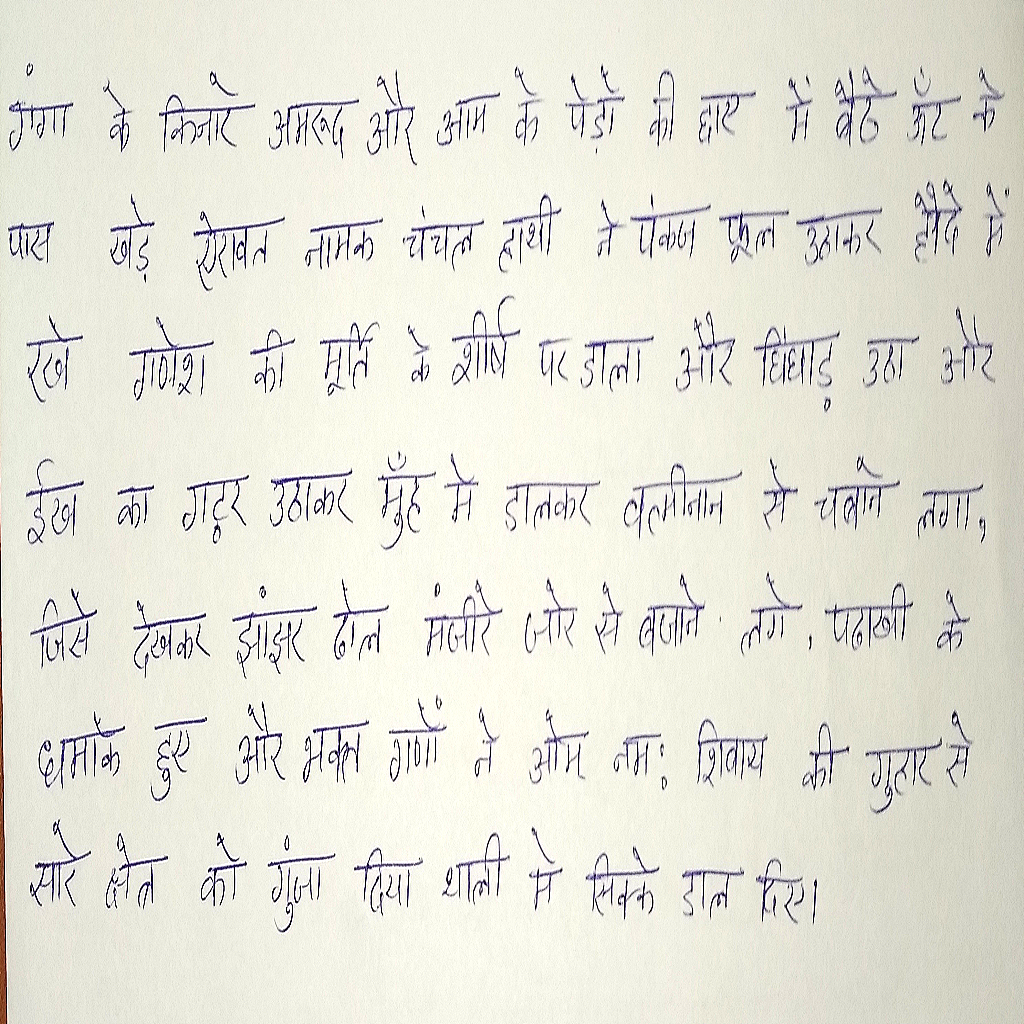 गंगा के किनारे अमरूद और आम के पेड़ों की छाए में बैठे ऊँट के
पास खड़े ऐरावत नामक चंचल हाथी ने पंकज फूल उठाकर हौदे में
रखे गणेश की मूर्ति के शीर्ष पर डाला और चिंघाड़ उठा और
ईख का गट्ठर उठाकर मुँह में डालकर तल्मीनान से चबाने लगा,
जिसे देखकर झांझर ढोल मंजीरे जोर से बजाने लगे, पटाखी के
धमाके हुए और भक्त गणों ने ओम नमः शिवाय की गुहार से
सारे क्षेत्र को गुंजा दिया थाली में सिक्के डाल दिए।